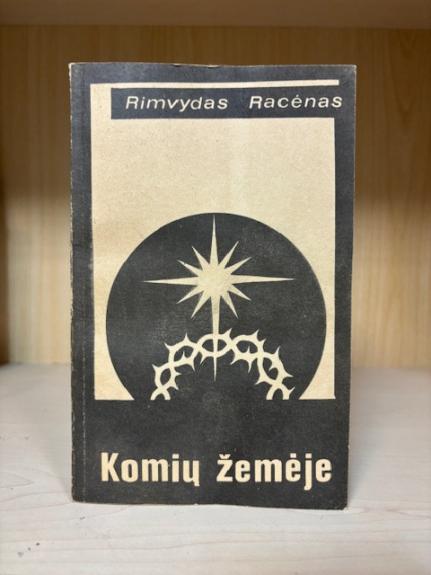 Rimvydas Racėnas
Komių žemėje